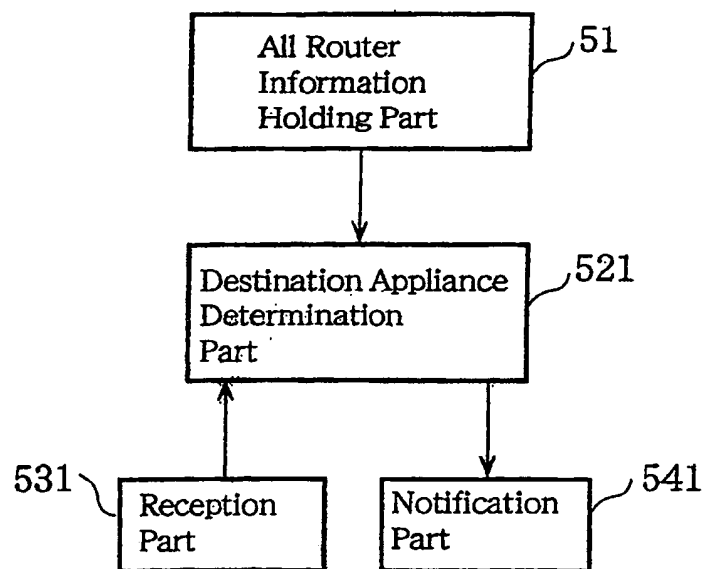 All Router
Information
Holding Part
51
Destination Appliance
Determination
Part
521
531
Reception
Part
Notification
Part
541